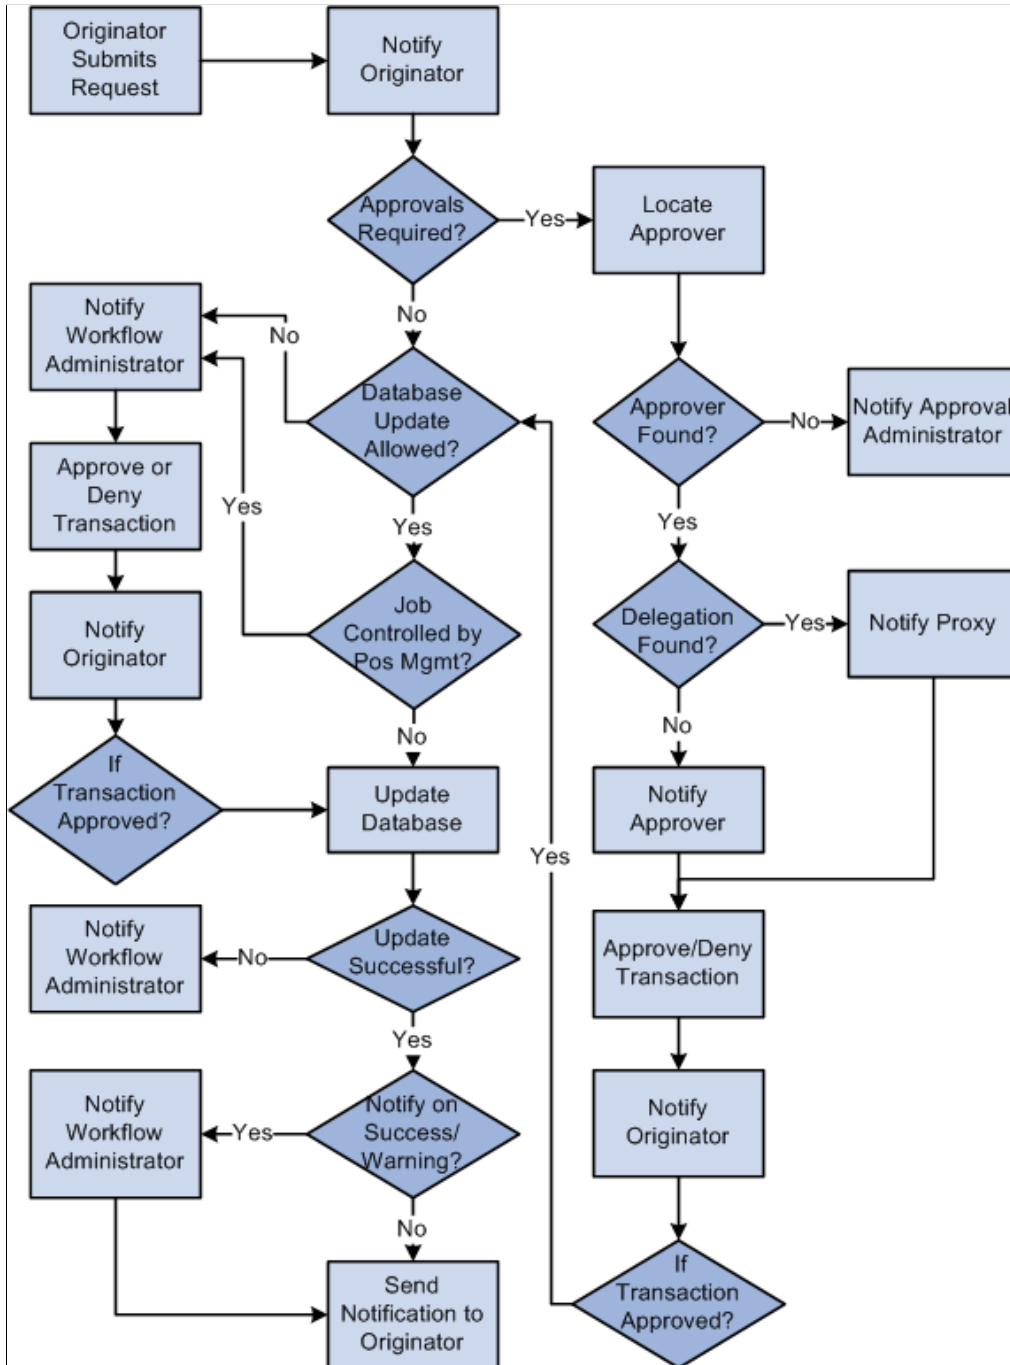 Originator
Submits
Request
Notify
Originator
Approvals
Required?
Yes
Locate
Approver
No
Notify
Workflow
Administrator
No
Database
Update
Allowed?
Approver
Found?
No
Notify Approval
Administrator
Approve or
Deny
Transaction
Yes
Yes
Yes
Notify
Originator
Job
Controlled by
Pos Mgmt?
Delegation
Found?
Yes
Notify Proxy
No
No
If
Transaction
Approved?
Update
Database
Notify
Approver
Yes
Notify
Workflow
Administrator
No
Update
Successful?
Approve/Deny
Transaction
Yes
Notify
Workflow
Administrator
Yes
Notify on
Success/
Warning?
Notify
Originator
No
Send
Notification to
Originator
If
Transaction
Approved?